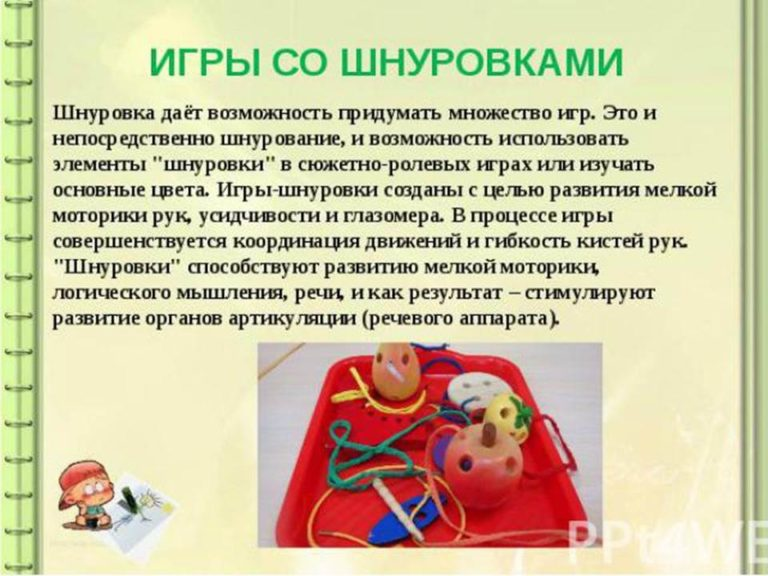 ИГРЫ СО ШНУРОВКАМИ
Шнуровка даёт возможность придумать множество игр. Это и
непосредственно шнурование, и возможность использовать
элементы "шнуровки" в сюжетно-ролевых играх или изучать
основные цвета. Игры-шнуровки созданы с целью развития мелкой
моторики рук, усидчивости и глазомера. В процессе игры
совершенствуется координация движений и гибкость кистей рук.
"Шнуровки" способствуют развитию мелкой моторики,
логического мышления, речи, и как результат – стимулируют
развитие органов артикуляции (речевого аппарата).
PPt4WE